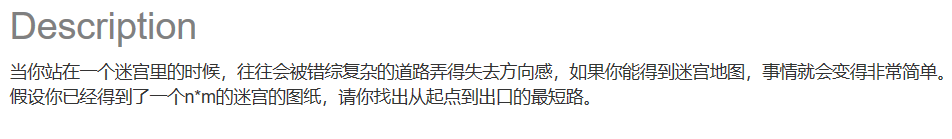 Description
当你站在一个迷宫里的时候，往往会被错综复杂的道路弄得失去方向感，如果你能得到迷宫地图，事情就会变得非常简单。
假设你已经得到了一个n*m的迷宫的图纸，请你找出从起点到出口的最短路。